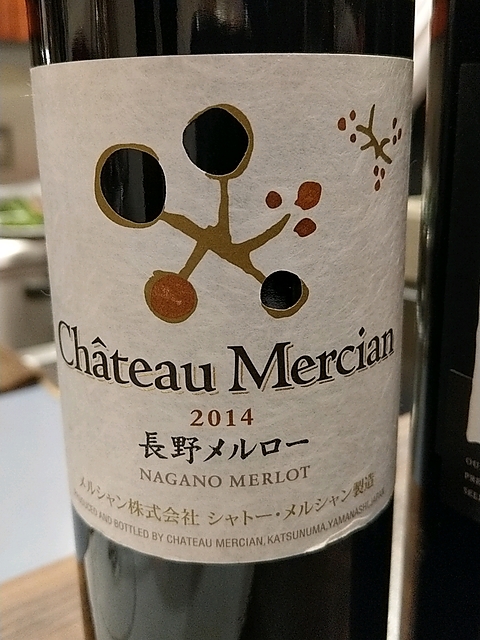 Château Mercian
2014
長野メルロー
NAGANO MERLOT
メルシャン株式会社 シャトー・メルシャン製造
PRODUCED AND BOTTLED BY CHATEAU MERCIAN, KATSUNUMA, YAMANASHI, JAPAN